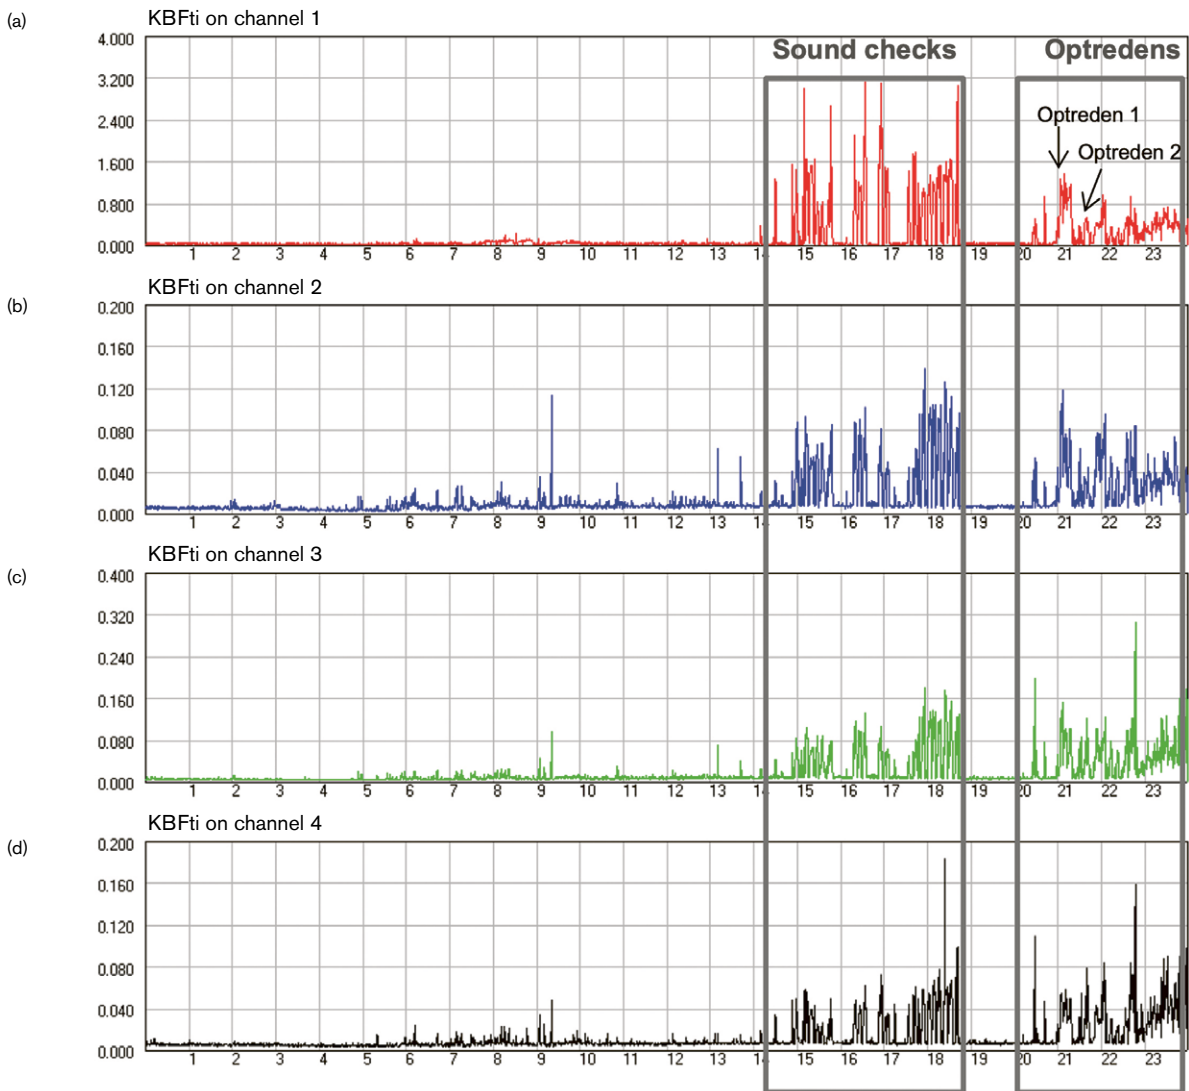 (a)
KBFti on channel 1
4.000
3.200
2.400
1.600
0.800
0.000
Sound checks
Optredens
Optreden 1
Optreden 2
1 2 3 4 5 6 7 8 9 10 11 12 13 14 15 16 17 18 19 20 21 22 23
(b)
KBFti on channel 2
0.200
0.160
0.120
0.080
0.040
0.000
1 2 3 4 5 6 7 8 9 10 11 12 13 14 15 16 17 18 19 20 21 22 23
(c)
KBFti on channel 3
0.400
0.320
0.240
0.160
0.080
0.000
1 2 3 4 5 6 7 8 9 10 11 12 13 14 15 16 17 18 19 20 21 22 23
(d)
KBFti on channel 4
0.200
0.160
0.120
0.080
0.040
0.000
1 2 3 4 5 6 7 8 9 10 11 12 13 14 15 16 17 18 19 20 21 22 23